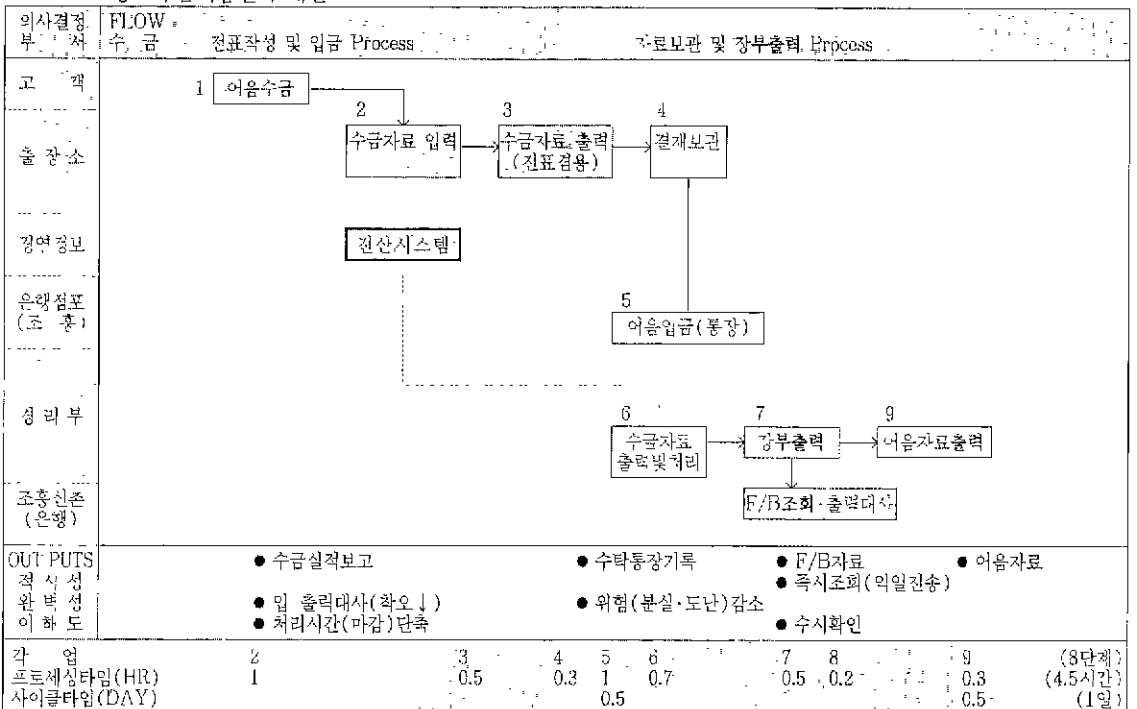 의사결정 FLOW
부 서 수 금 전표작성 및 입금 Process 자료보관 및 장부출력 Process
고 객
1 어음수금
2 3 4
출장소
수금자료 입력 수금자료 출력 결재보관
(전표겸용)
전산시스템
은행점포
(조 흥)
5
어음입금(통장)
6 7 9
수금자료 장부출력 어음자료출력
출력및처리
(은행)
F/B조회·출력대사
OUT PUTS ● 수금실적보고 ● 수탁통장기록 ● F/B자료 ● 어음자료
적시성 ● 즉시조회(익일전송)
완벽성 ● 입 출력대사(착오↓) ● 위험(분실·도난)감소
이해도 ● 처리시간(마감)단축 ● 수시확인
각 업 2 3 4 5 6 7 8 9 (8단계)
프로세싱타임(HR) 1 0.5 0.3 1 0.7 0.5 0.2 0.3 (4.5시간)
사이클타임(DAY) 0.5 0.5 (1일)